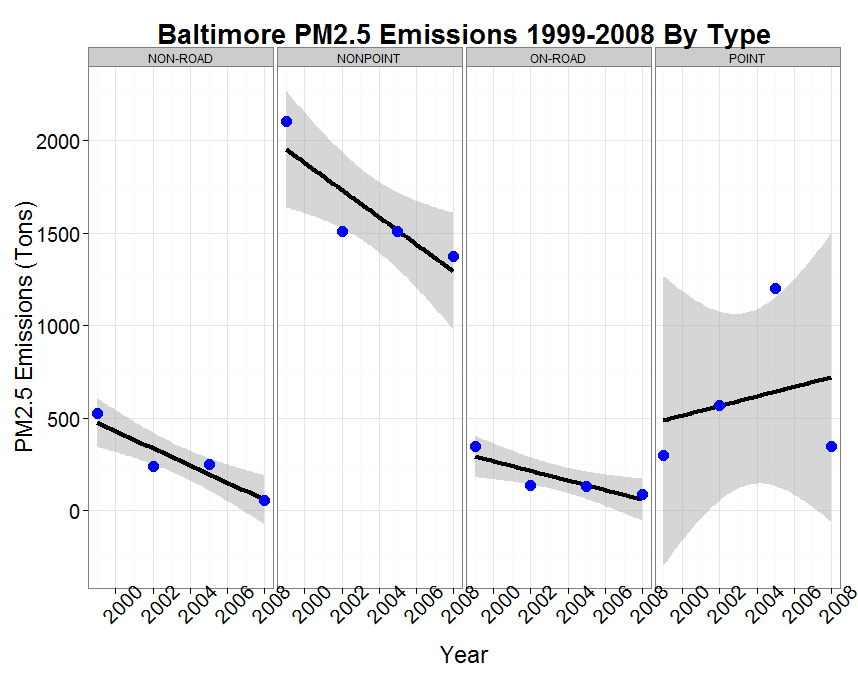 Baltimore PM2.5 Emissions 1999-2008 By Type
NON-ROAD NONPOINT ON-ROAD POINT
PM2.5 Emissions (Tons)
2000
1500
1000
500
0
2000 2002 2004 2006 2008 2000 2002 2004 2006 2008 2000 2002 2004 2006 2008 2000 2002 2004 2006 2008
Year